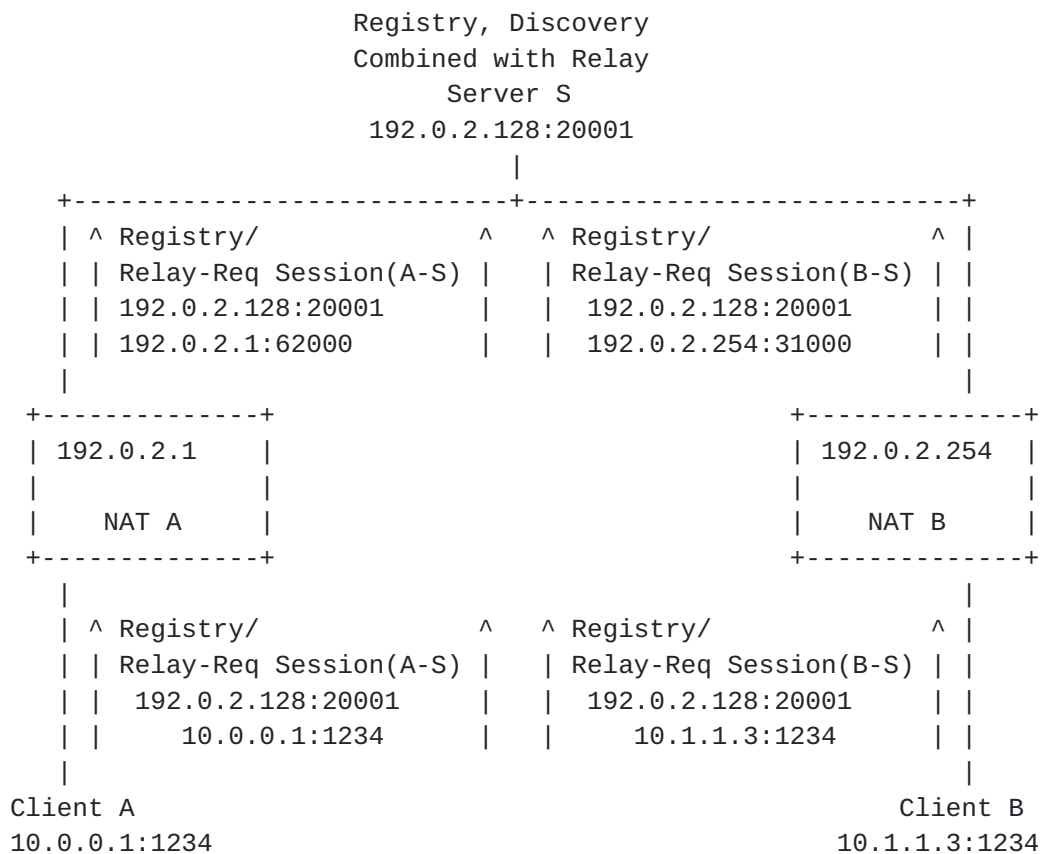 Registry, Discovery
Combined with Relay
Server S
192.0.2.128:20001
^ Registry/ ^ ^ Registry/ ^
Relay-Req Session(A-S) Relay-Req Session(B-S)
192.0.2.128:20001 192.0.2.128:20001
192.0.2.1:62000 192.0.2.254:31000
192.0.2.1 192.0.2.254
NAT A NAT B
^ Registry/ ^ ^ Registry/ ^
Relay-Req Session(A-S) Relay-Req Session(B-S)
192.0.2.128:20001 192.0.2.128:20001
10.0.0.1:1234 10.1.1.3:1234
Client A Client B
10.0.0.1:1234 10.1.1.3:1234